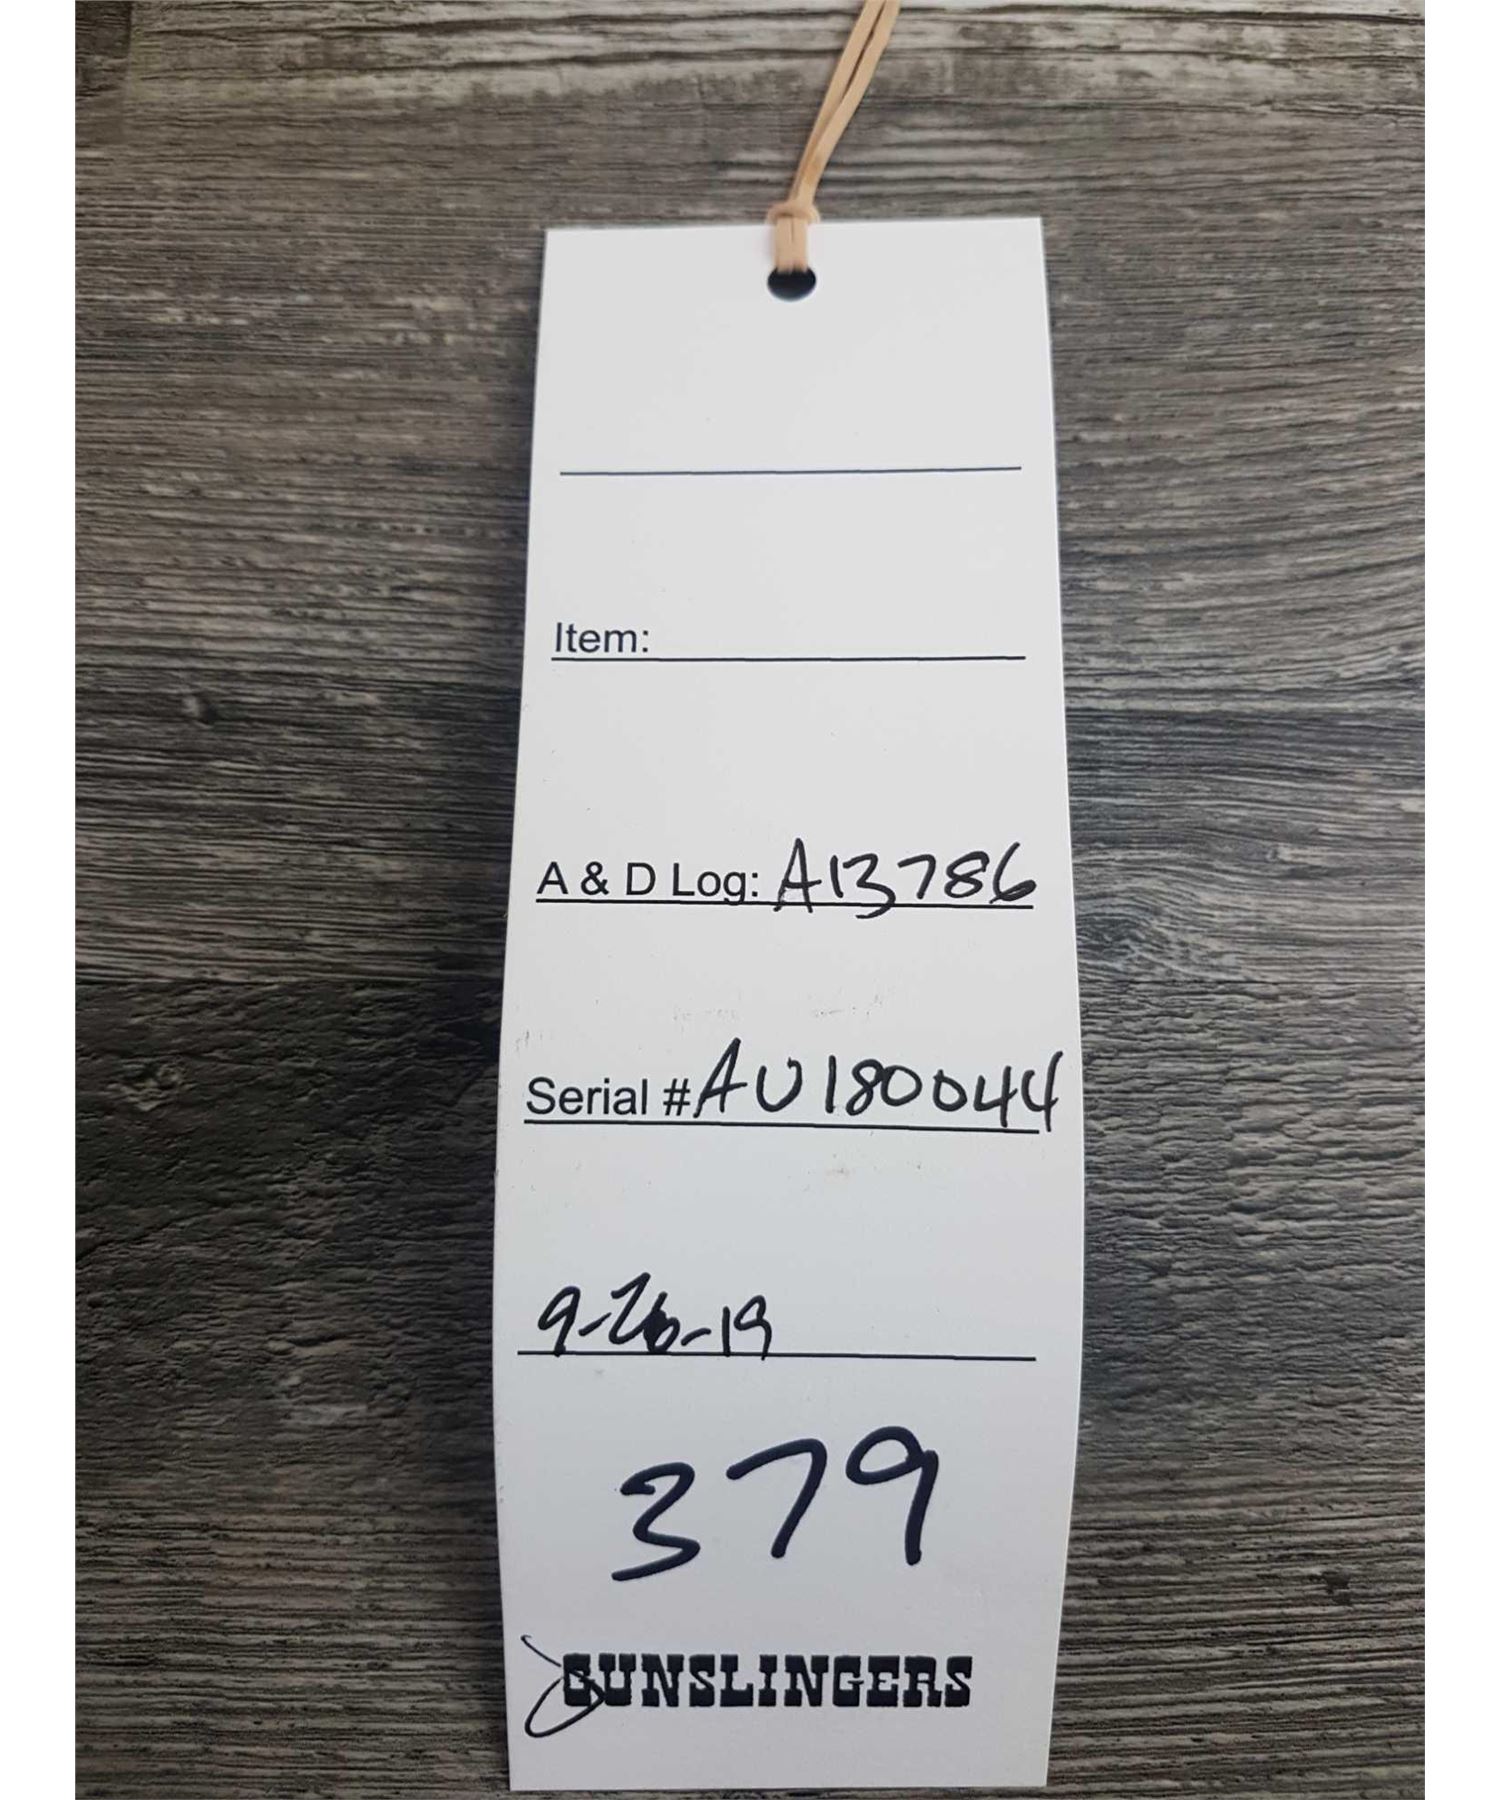 Item:
A & D Log: A13786
Serial # AU180044
9-26-19
379
GUNSLINGERS